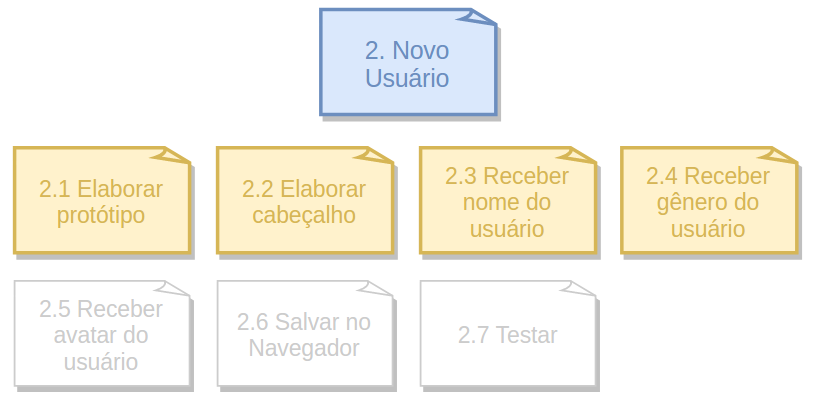 2. Novo
Usuário
2.1 Elaborar
protótipo
2.2 Elaborar
cabeçalho
2.3 Receber
nome do
usuário
2.4 Receber
gênero do
usuário
2.5 Receber
avatar do
usuário
2.6 Salvar no
Navegador
2.7 Testar